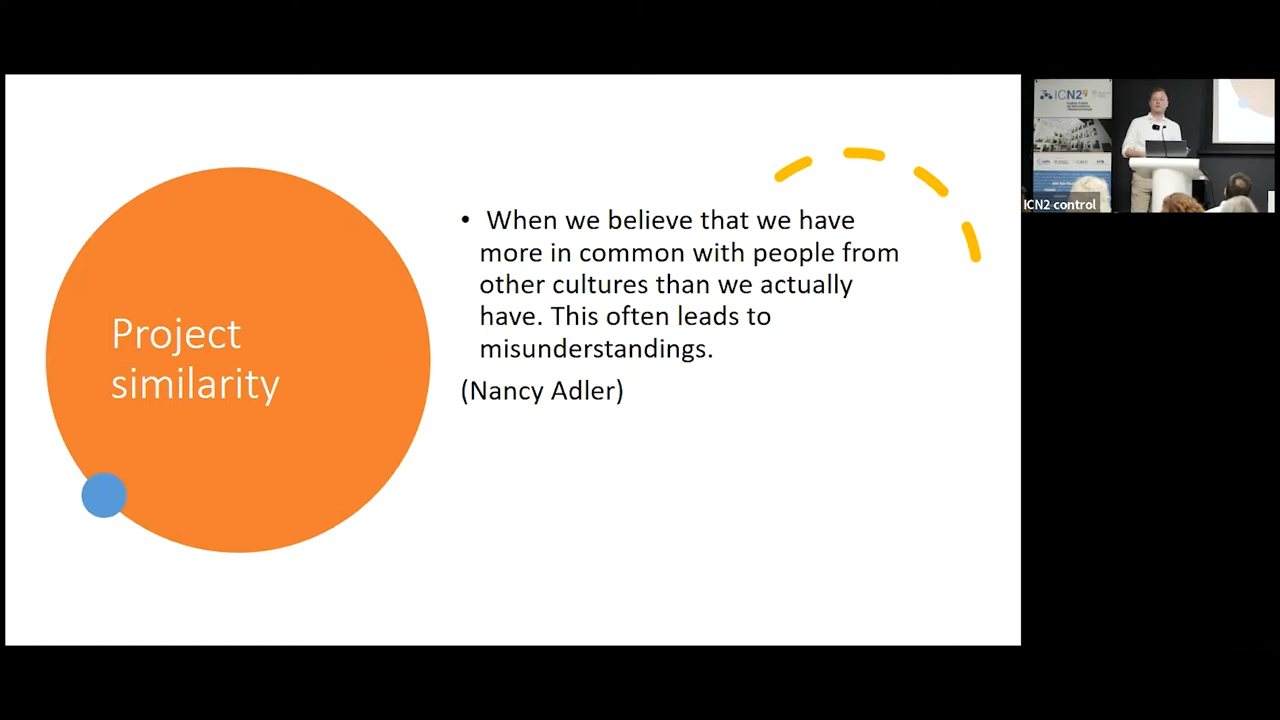 Project
similarity
• When we believe that we have
more in common with people from
other cultures than we actually
have. This often leads to
misunderstandings.
(Nancy Adler)
ICN2
ICN2 control